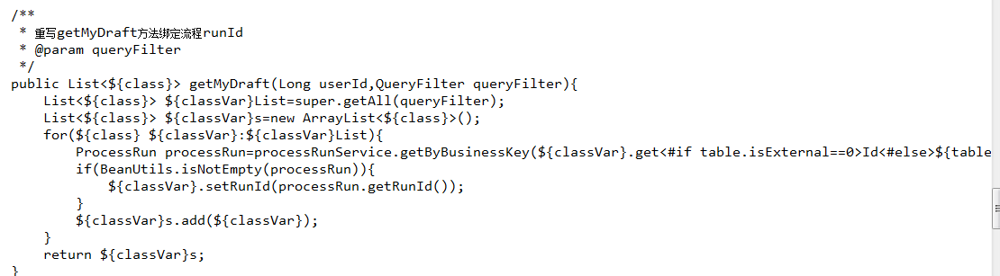 /**
 * 重写getMyDraft方法绑定流程runId
 * @param queryFilter
 */
public List<${class}> getMyDraft(Long userId,QueryFilter queryFilter){
    List<${class}> ${classVar}List=super.getAll(queryFilter);
    List<${class}> ${classVar}s=new ArrayList<${class}>();
    for(${class} ${classVar}:${classVar}List){
        ProcessRun processRun=processRunService.getByBusinessKey(${classVar}.get<#if table.isExternal==0>Id<#else>${table
        if(BeanUtils.isNotEmpty(processRun)){
            ${classVar}.setRunId(processRun.getRunId());
        }
        ${classVar}s.add(${classVar});
    }
    return ${classVar}s;
}